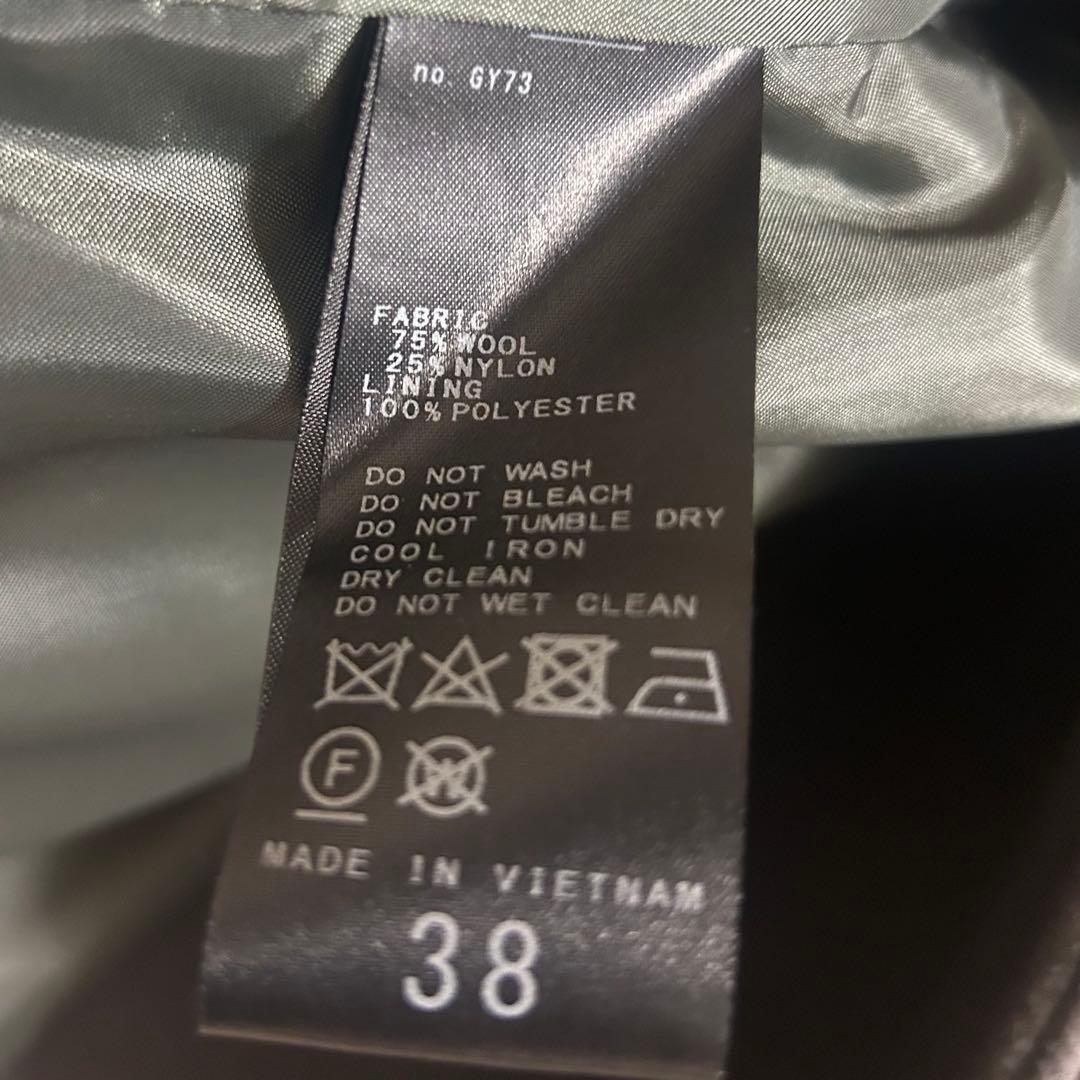 no. GY73
FABRIC
75% WOOL
25% NYLON
LINING
100% POLYESTER
DO NOT WASH
DO NOT BLEACH
DO NOT TUMBLE DRY
COOL IRON
DRY CLEAN
DO NOT WET CLEAN
F W
MADE IN VIETNAM
38